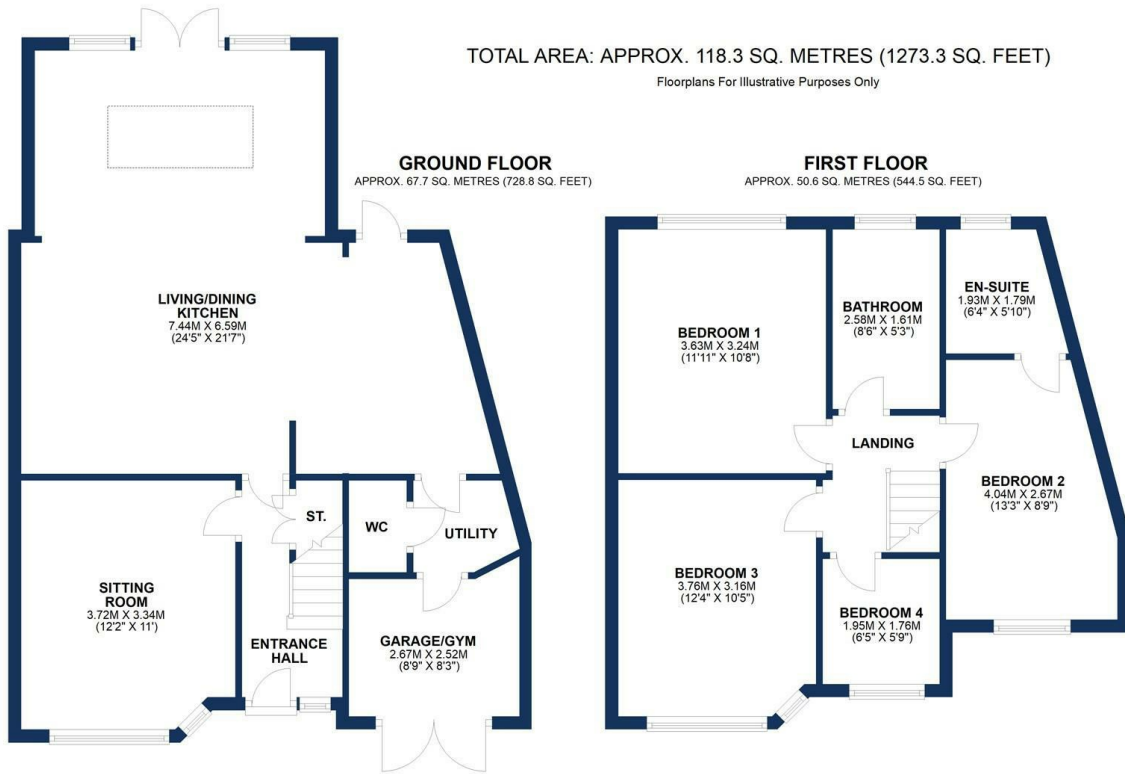 TOTAL AREA: APPROX. 118.3 SQ. METRES (1273.3 SQ. FEET)
Floorplans For Illustrative Purposes Only
GROUND FLOOR
APPROX. 67.7 SQ. METRES (728.8 SQ. FEET)
LIVING/DINING
KITCHEN
7.44M X 6.59M
(24'5" X 21'7")
ST.
WC
UTILITY
SITTING
ROOM
3.72M X 3.34M
(12'2" X 11')
ENTRANCE
HALL
GARAGE/GYM
2.67M X 2.52M
(8'9" X 8'3")
FIRST FLOOR
APPROX. 50.6 SQ. METRES (544.5 SQ. FEET)
BEDROOM 1
3.63M X 3.24M
(11'11" X 10'8")
BATHROOM
2.58M X 1.61M
(8'6" X 5'3")
EN-SUITE
1.93M X 1.79M
(6'4" X 5'10")
LANDING
BEDROOM 2
4.04M X 2.67M
(13'3" X 8'9")
BEDROOM 3
3.76M X 3.16M
(12'4" X 10'5")
BEDROOM 4
1.95M X 1.76M
(6'5" X 5'9")